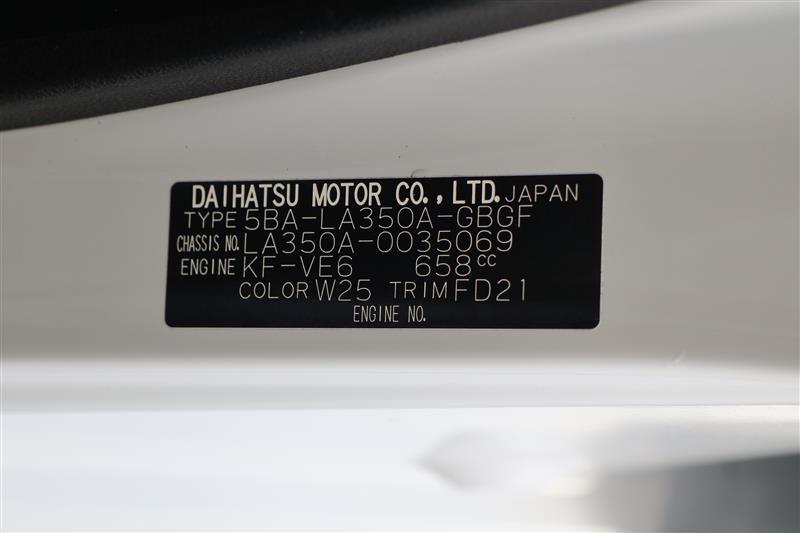 DAIHATSU MOTOR CO., LTD. JAPAN
TYPE 5BA-LA350A-GBGF
CHASSIS NO. LA350A-0035069
ENGINE KF-VE6 658CC
COLOR W25 TRIM FD21
ENGINE NO.